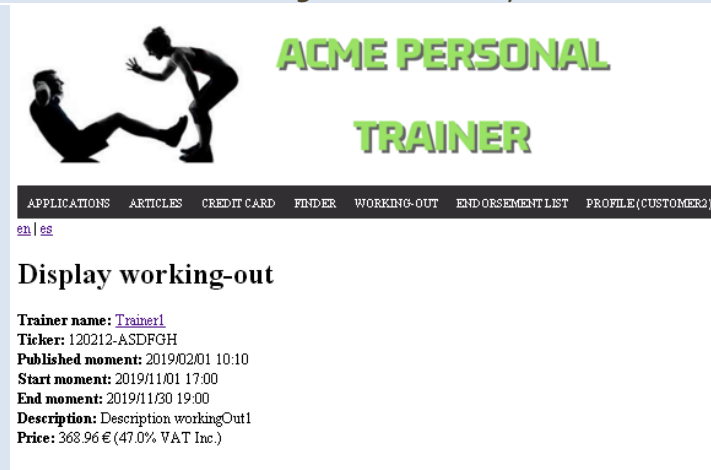 ACME PERSONAL
TRAINER
APPLICATIONS ARTICLES CREDIT CARD FINDER WORKING-OUT ENDORSEMENT LIST PROFILE (CUSTOMER2)
en | es
Display working-out
Trainer name: Trainer1
Ticker: 120212-ASDFGH
Published moment: 2019/02/01 10:10
Start moment: 2019/11/01 17:00
End moment: 2019/11/30 19:00
Description: Description workingOut1
Price: 368.96 € (47.0% VAT Inc.)